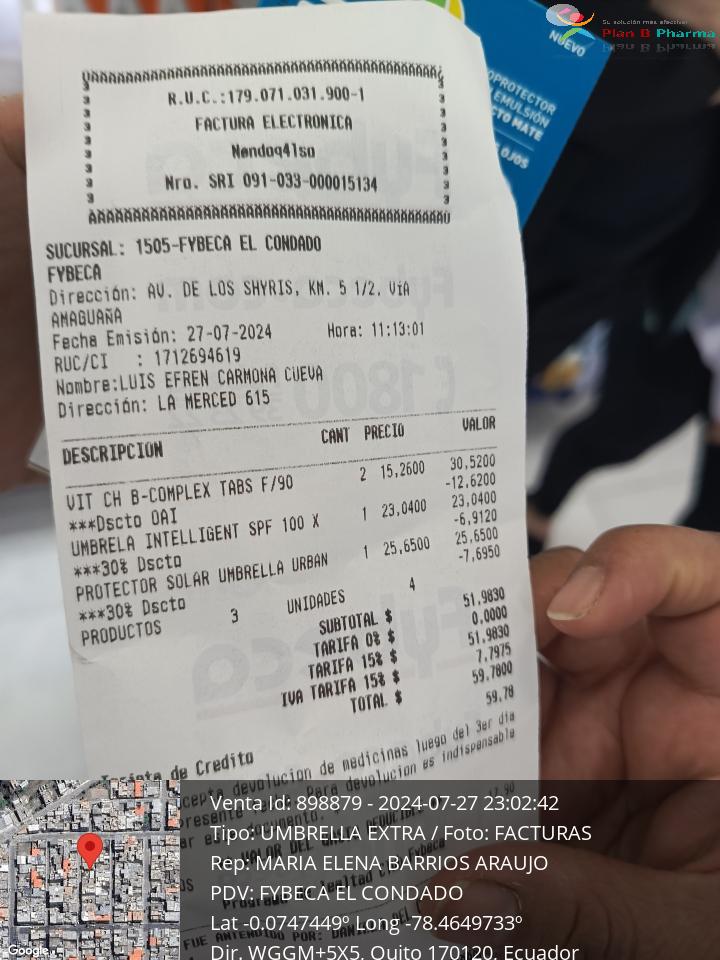 Su solución más efectiva
Plan B Pharma
NUEVO
OPROTECTOR
EMULSIÓN
CTO MATE
OJOS
R.U.C.:179.071.031.900-1
FACTURA ELECTRONICA
Nendoq4lso
Nro. SRI 091-033-000015134
SUCURSAL: 1505-FYBECA EL CONDADO
FYBECA
Dirección: AV. DE LOS SHYRIS, KM. 5 1/2, VíA
AMAGUAÑA
Fecha Emisión: 27-07-2024 Hora: 11:13:01
RUC/CI : 1712694619
Nombre:LUIS EFREN CARMONA CUEVA
Dirección: LA MERCED 615
DESCRIPCION CANT PRECIO VALOR
VIT CH B-COMPLEX TABS F/90 2 15,2600 30,5200
***Dscto OAI -12,6200
UMBRELA INTELLIGENT SPF 100 X 1 23,0400 23,0400
***30% Dscto -6,9120
PROTECTOR SOLAR UMBRELLA URBAN 1 25,6500 25,6500
***30% Dscto -7,6950
PRODUCTOS 3 UNIDADES 4
SUBTOTAL $ 51,9830
TARIFA 0% $ 0.0000
TARIFA 15% $ 51,9830
IVA TARIFA 15% $ 7,7975
TOTAL $ 59.7800
59.78
de Credito
cepta devolucion de medicinas luego del 3er dia
Para devolucion es indispensable
Venta Id: 898879 - 2024-07-27 23:02:42
Tipo: UMBRELLA EXTRA / Foto: FACTURAS
Rep: MARIA ELENA BARRIOS ARAUJO
PDV: FYBECA EL CONDADO
Lat -0.0747449º Long -78.4649733º
Dir. WGGM+5X5, Quito 170120, Ecuador
Google